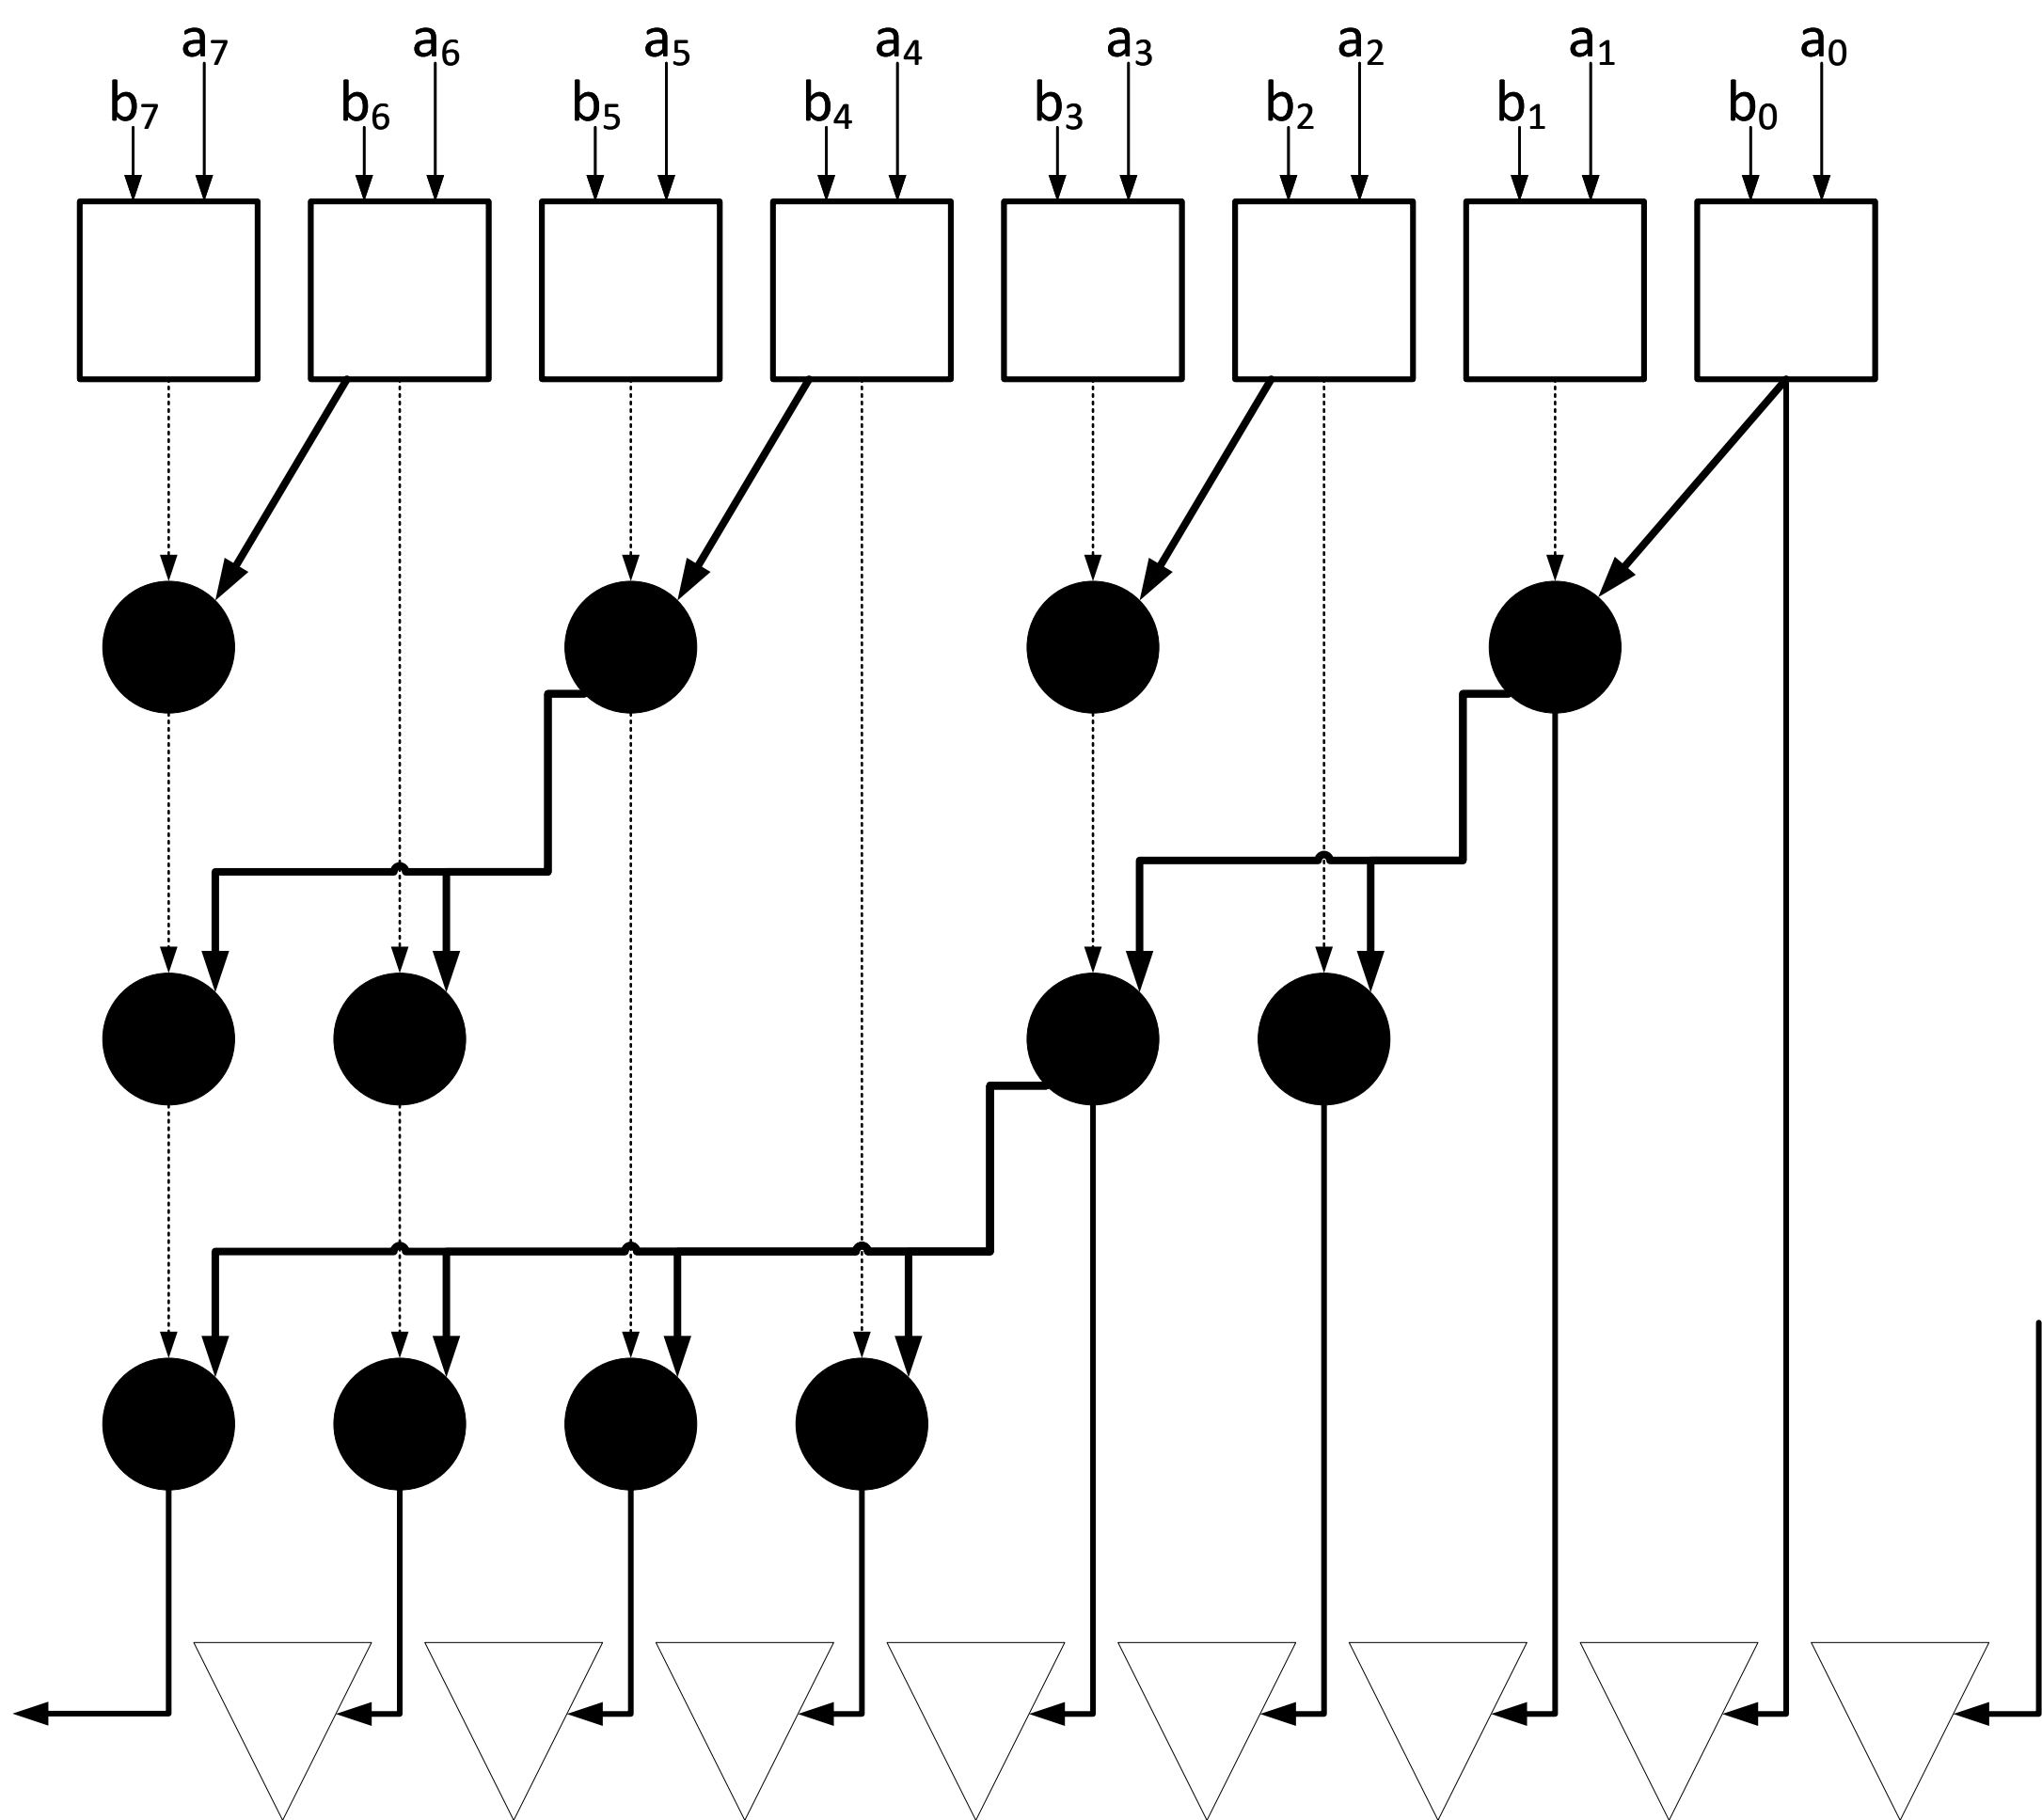 a₇ a₆ a₅ a₄ a₃ a₂ a₁ a₀
b₇ b₆ b₅ b₄ b₃ b₂ b₁ b₀